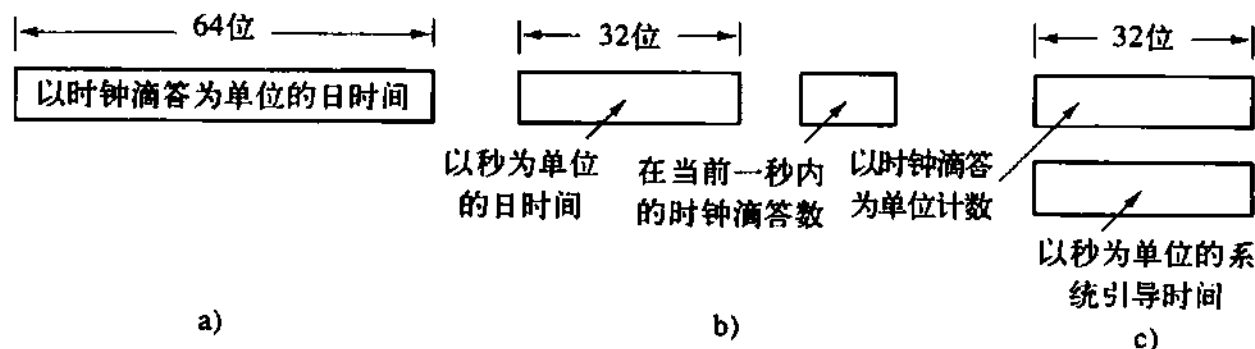 64位
以时钟滴答为单位的日时间
a)
32位
以秒为单位
的日时间
在当前一秒内
的时钟滴答数
b)
32位
以时钟滴答
为单位计数
以秒为单位的系
统引导时间
c)